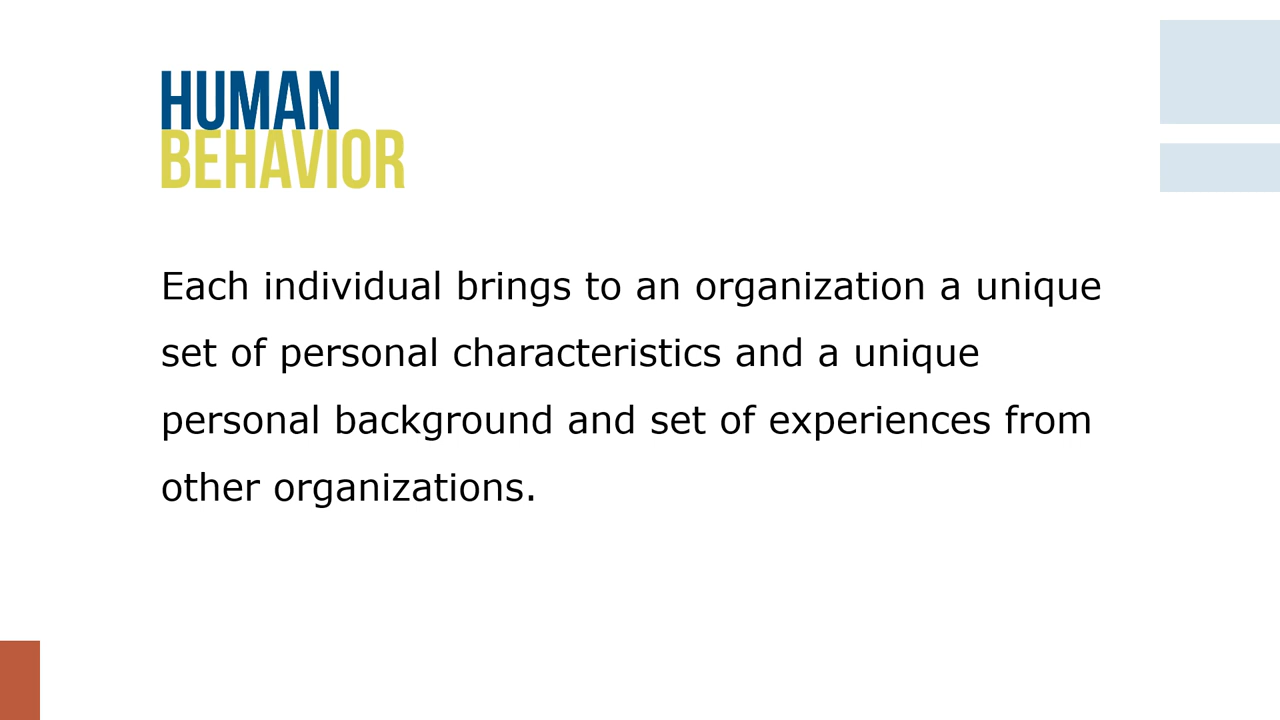 HUMAN
BEHAVIOR
Each individual brings to an organization a unique
set of personal characteristics and a unique
personal background and set of experiences from
other organizations.